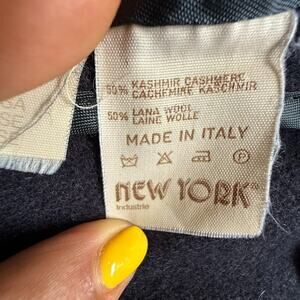 50% KASHMIR CASHMERE
CACHEMIRE KASCHMIR
50% LANA WOOL
LAINE WOLLE
MADE IN ITALY
P
NEW YORK
Industrie